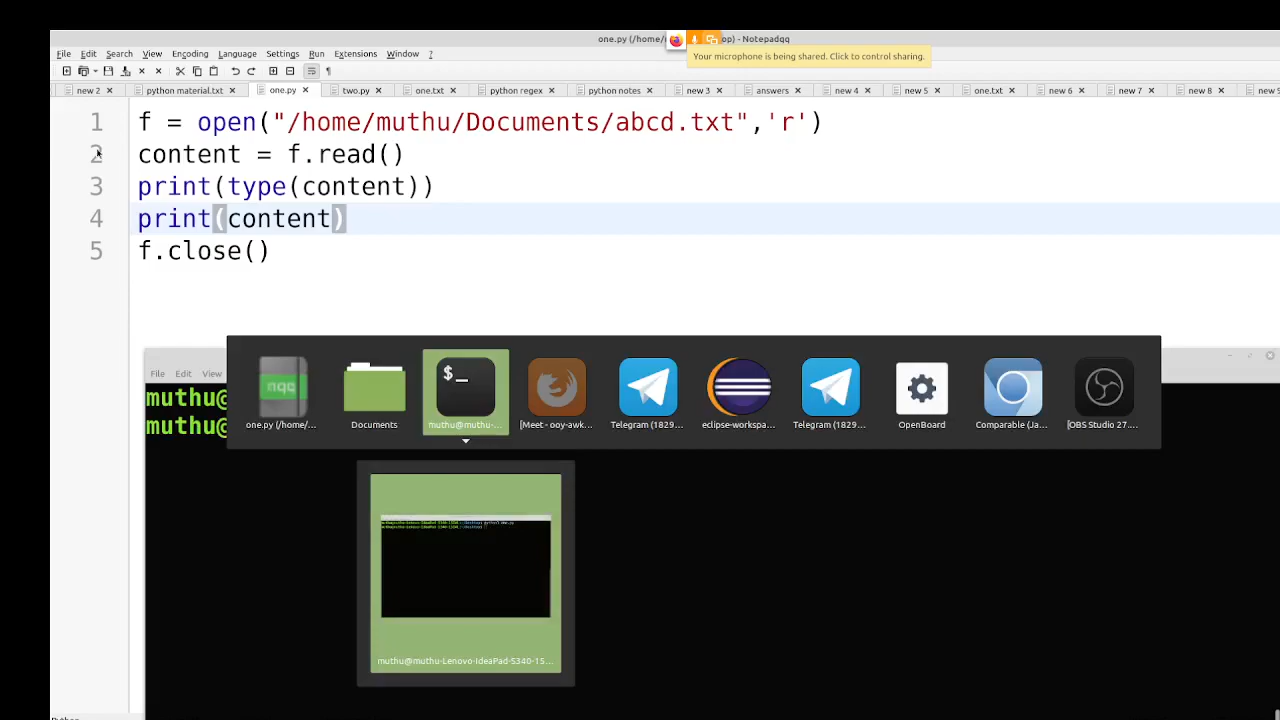 one.py (/home/ op) - Notepadqq
Your microphone is being shared. Click to control sharing.
File Edit Search View Encoding Language Settings Run Extensions Window ?
new 2 python material.txt one.py two.py one.txt python regex python notes new 3 answers new 4 new 5 one.txt new 6 new 7 new 8 new 9
1 f = open("/home/muthu/Documents/abcd.txt",'r')
2 content = f.read()
3 print(type(content))
4 print(content)
5 f.close()
File Edit View
muthu@
muthu@
nqq
$_
one.py (/home/... Documents muthu@muthu-... [Meet - ooy-awk... Telegram (1829... eclipse-workspa... Telegram (1829... OpenBoard Comparable (Ja... [OBS Studio 27....
muthu@muthu-Lenovo-IdeaPad-S340-15...